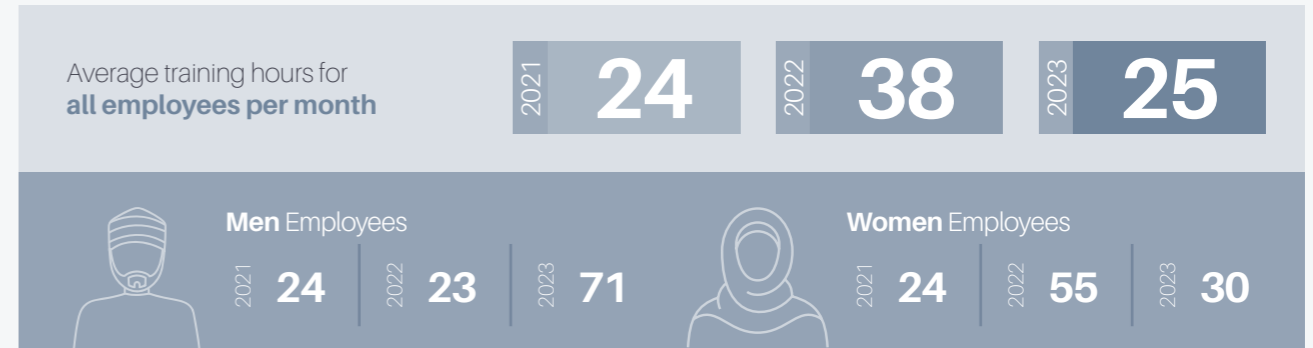 Average training hours for
all employees per month
2021 24
2022 38
2023 25
Men Employees
2021 24
2022 23
2023 71
Women Employees
2021 24
2022 55
2023 30